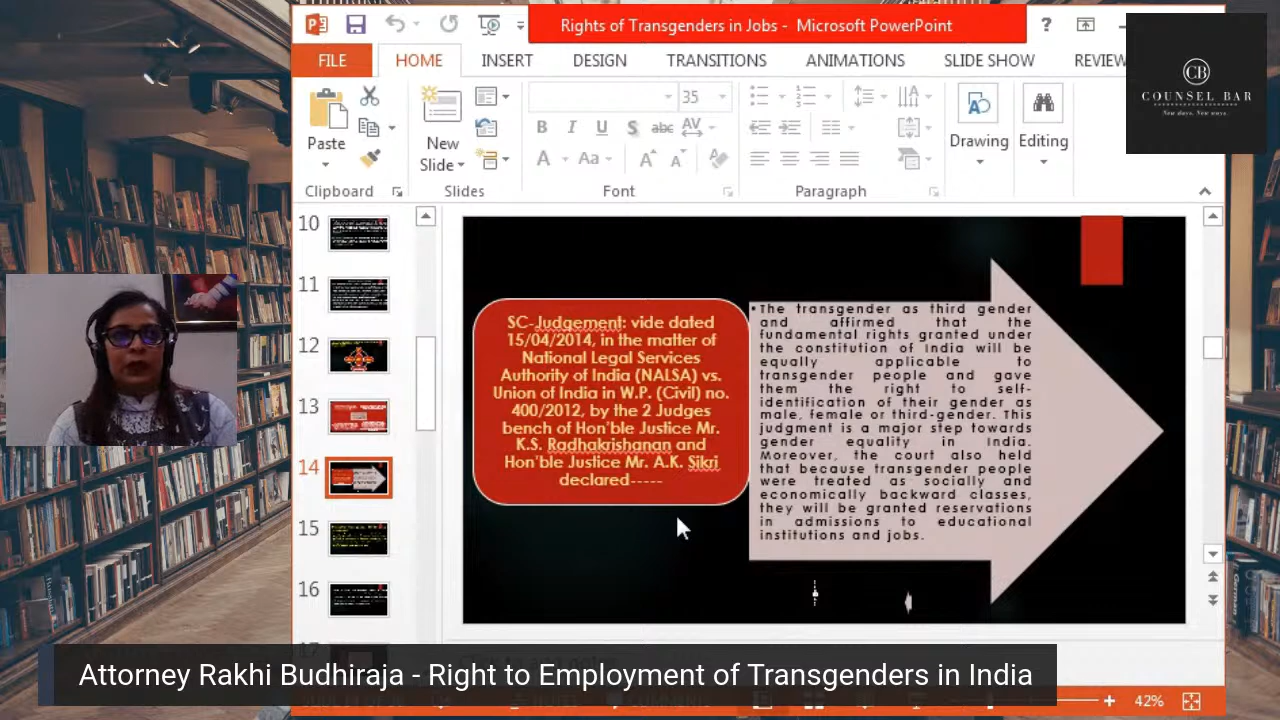 Rights of Transgenders in Jobs - Microsoft PowerPoint
?
FILE
HOME
INSERT
DESIGN
TRANSITIONS
ANIMATIONS
SLIDE SHOW
REVIEW
CB
COUNSEL BAR
35
Paste
New
Slide
Drawing
Editing
Clipboard
Slides
Font
Paragraph
10
11
12
13
14
15
16
17
SC-Judgement: vide dated
15/04/2014, in the matter of
National Legal Services
Authority of India (NALSA) vs.
Union of India in W.P. (Civil) no.
400/2012, by the 2 Judges
bench of Hon'ble Justice Mr.
K.S. Radhakrishanan and
Hon'ble Justice Mr. A.K. Sikri
declared-----
•The transgender as third gender
and affirmed that the
fundamental rights granted under
the constitution of India will be
equally applicable to
transgender people and gave
them the right to self-
identification of their gender as
male, female or third-gender. This
judgment is a major step towards
gender equality in India.
Moreover, the court also held
that because transgender people
were treated as socially and
economically backward classes,
they will be granted reservations
in admissions to educational
institutions and jobs.
Attorney Rakhi Budhiraja - Right to Employment of Transgenders in India
42%